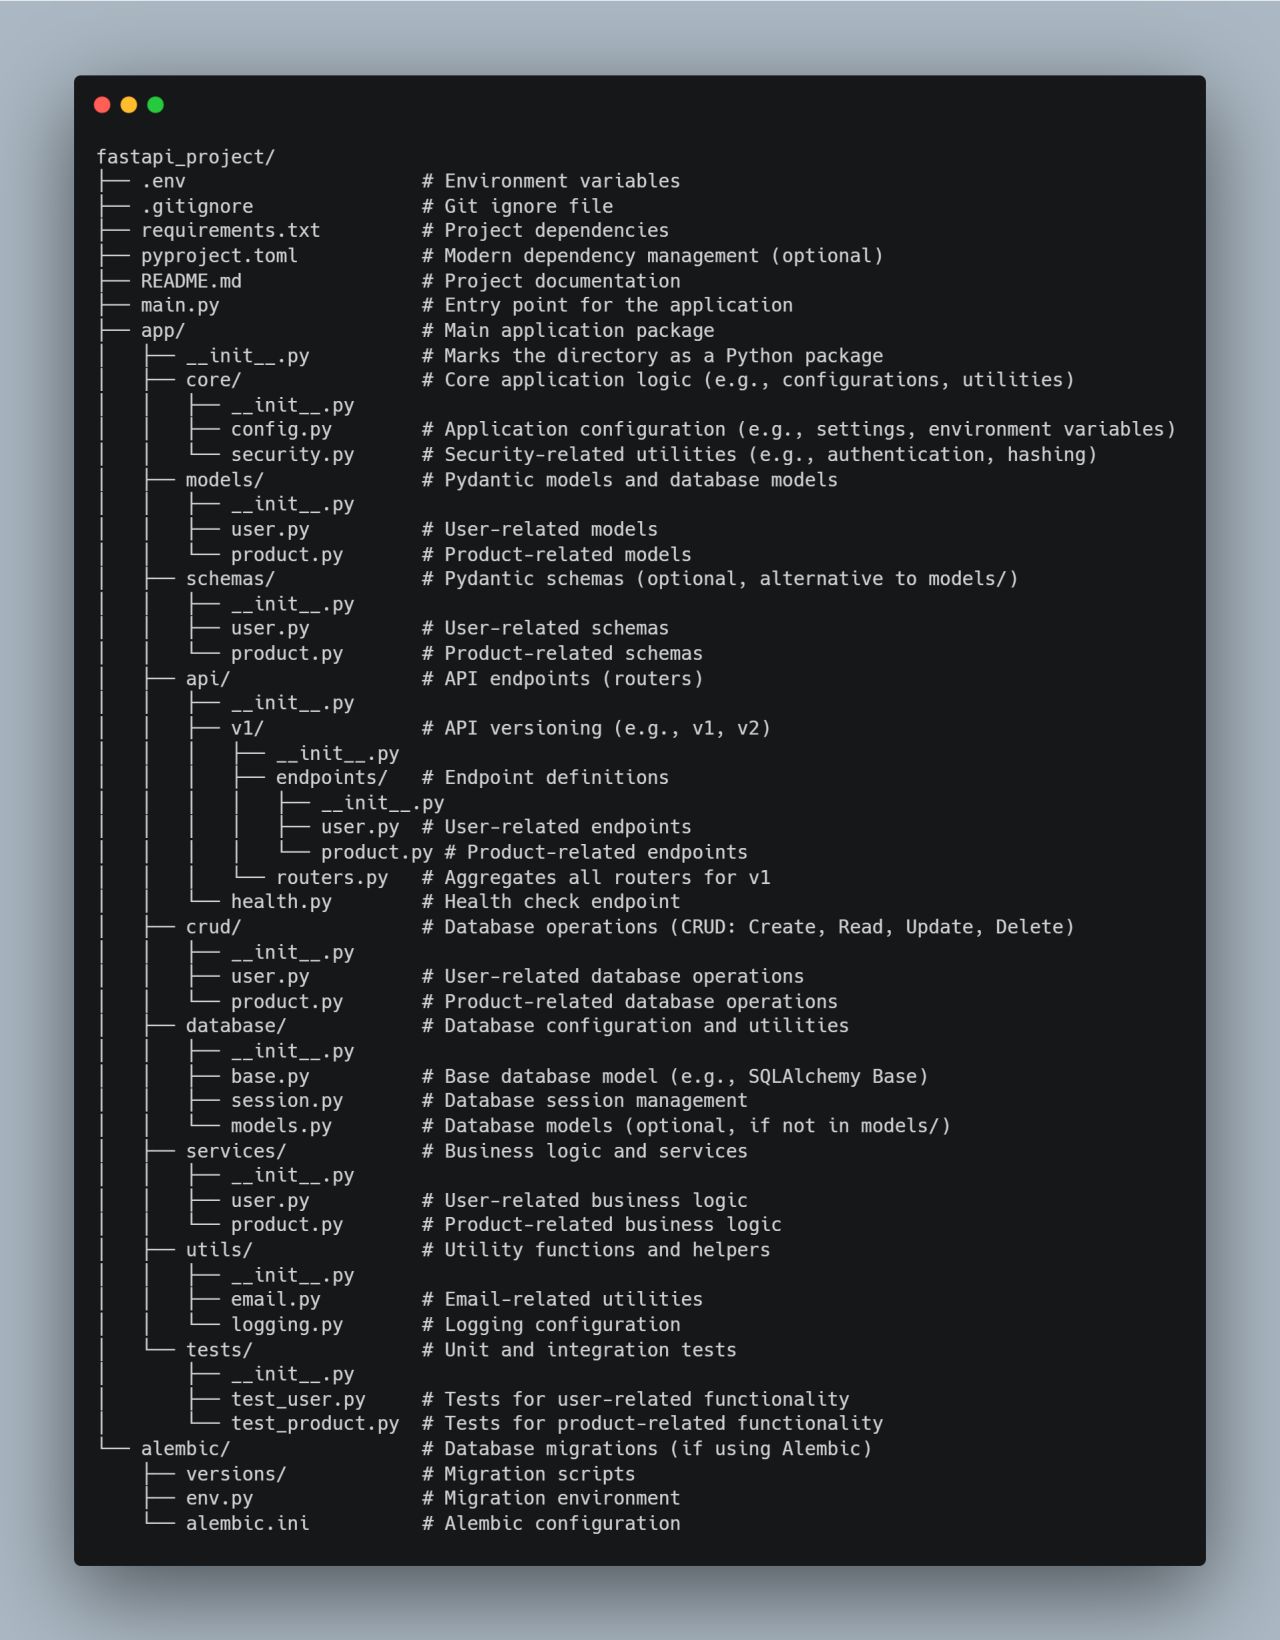 fastapi_project/
├── .env                     # Environment variables
├── .gitignore               # Git ignore file
├── requirements.txt         # Project dependencies
├── pyproject.toml           # Modern dependency management (optional)
├── README.md                # Project documentation
├── main.py                  # Entry point for the application
├── app/                     # Main application package
│   ├── __init__.py          # Marks the directory as a Python package
│   ├── core/                # Core application logic (e.g., configurations, utilities)
│   │   ├── __init__.py
│   │   ├── config.py        # Application configuration (e.g., settings, environment variables)
│   │   └── security.py      # Security-related utilities (e.g., authentication, hashing)
│   ├── models/              # Pydantic models and database models
│   │   ├── __init__.py
│   │   ├── user.py          # User-related models
│   │   └── product.py       # Product-related models
│   ├── schemas/             # Pydantic schemas (optional, alternative to models/)
│   │   ├── __init__.py
│   │   ├── user.py          # User-related schemas
│   │   └── product.py       # Product-related schemas
│   ├── api/                 # API endpoints (routers)
│   │   ├── __init__.py
│   │   ├── v1/              # API versioning (e.g., v1, v2)
│   │   │   ├── __init__.py
│   │   │   ├── endpoints/   # Endpoint definitions
│   │   │   │   ├── __init__.py
│   │   │   │   ├── user.py  # User-related endpoints
│   │   │   │   └── product.py # Product-related endpoints
│   │   │   └── routers.py   # Aggregates all routers for v1
│   │   └── health.py        # Health check endpoint
│   ├── crud/                # Database operations (CRUD: Create, Read, Update, Delete)
│   │   ├── __init__.py
│   │   ├── user.py          # User-related database operations
│   │   └── product.py       # Product-related database operations
│   ├── database/            # Database configuration and utilities
│   │   ├── __init__.py
│   │   ├── base.py          # Base database model (e.g., SQLAlchemy Base)
│   │   ├── session.py       # Database session management
│   │   └── models.py        # Database models (optional, if not in models/)
│   ├── services/            # Business logic and services
│   │   ├── __init__.py
│   │   ├── user.py          # User-related business logic
│   │   └── product.py       # Product-related business logic
│   ├── utils/               # Utility functions and helpers
│   │   ├── __init__.py
│   │   ├── email.py         # Email-related utilities
│   │   └── logging.py       # Logging configuration
│   └── tests/               # Unit and integration tests
│       ├── __init__.py
│       ├── test_user.py     # Tests for user-related functionality
│       └── test_product.py  # Tests for product-related functionality
└── alembic/                 # Database migrations (if using Alembic)
    ├── versions/            # Migration scripts
    ├── env.py               # Migration environment
    └── alembic.ini          # Alembic configuration